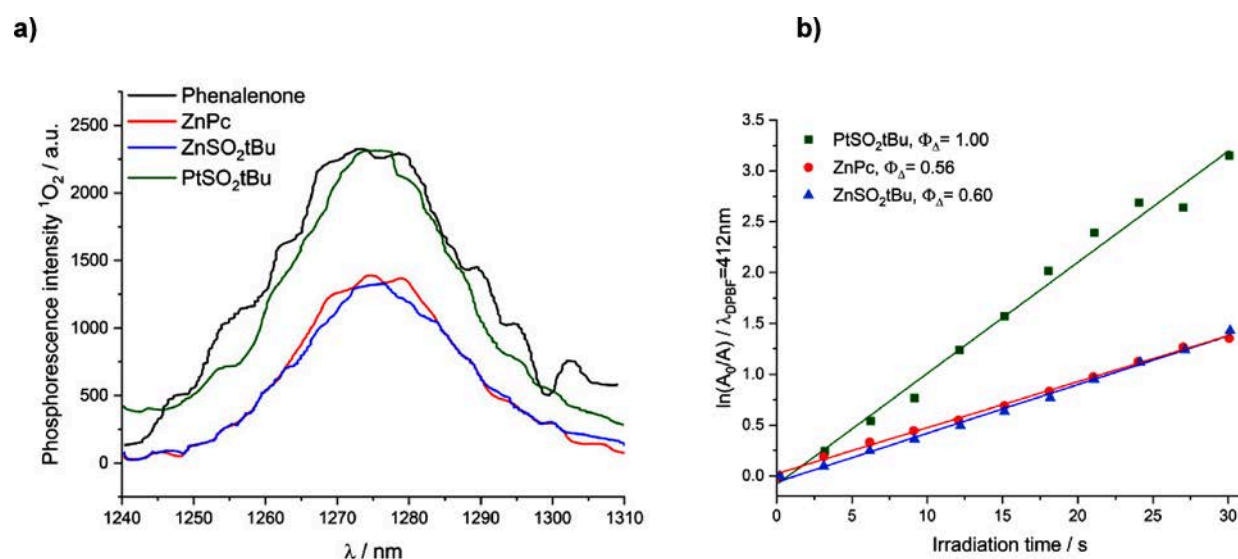 a)
Phenalenone
ZnPc
ZnSO₂tBu
PtSO₂tBu
Phosphorescence intensity ¹O₂ / a.u.
2500
2000
1500
1000
500
0
1240 1250 1260 1270 1280 1290 1300 1310
λ / nm
b)
PtSO₂tBu, ΦΔ= 1.00
ZnPc, ΦΔ= 0.56
ZnSO₂tBu, ΦΔ= 0.60
ln(A₀/A) / λDPBF=412nm
3.5
3.0
2.5
2.0
1.5
1.0
0.5
0.0
0 5 10 15 20 25 30
Irradiation time / s